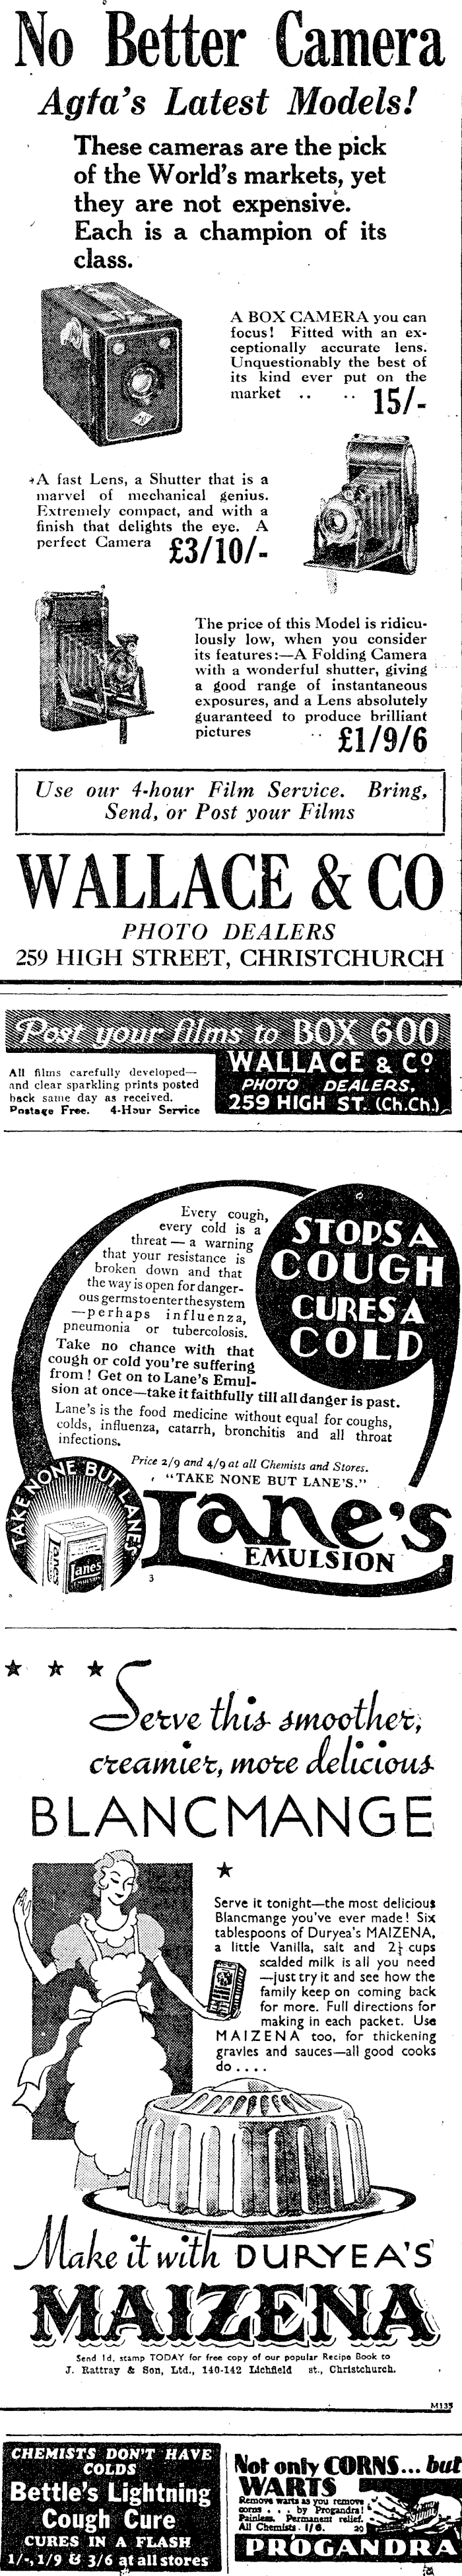 No Better Camera
Agfa's Latest Models!
These cameras are the pick
of the World's markets, yet
they are not expensive.
Each is a champion of its
class.
A BOX CAMERA you can
focus! Fitted with an ex-
ceptionally accurate lens.
Unquestionably the best of
its kind ever put on the
market .. .. 15/-
A fast Lens, a Shutter that is a
marvel of mechanical genius.
Extremely compact, and with a
finish that delights the eye. A
perfect Camera £3/10/-
The price of this Model is ridicu-
lously low, when you consider
its features:—A Folding Camera
with a wonderful shutter, giving
a good range of instantaneous
exposures, and a Lens absolutely
guaranteed to produce brilliant
pictures .. £1/9/6
Use our 4-hour Film Service. Bring,
Send, or Post your Films
WALLACE & CO
PHOTO DEALERS
259 HIGH STREET, CHRISTCHURCH
Post your films to BOX 600
All films carefully developed—
and clear sparkling prints posted
back same day as received.
Postage Free. 4-Hour Service
WALLACE & Co
PHOTO DEALERS,
259 HIGH ST. (Ch.Ch.)
Every cough,
every cold is a
threat — a warning
that your resistance is
broken down and that
the way is open for danger-
ous germs to enter the system
—perhaps influenza,
pneumonia or tubercolosis.
Take no chance with that
cough or cold you're suffering
from! Get on to Lane's Emul-
sion at once—take it faithfully till all danger is past.
Lane's is the food medicine without equal for coughs,
colds, influenza, catarrh, bronchitis and all throat
infections.
STOPS A
COUGH
CURES A
COLD
Price 2/9 and 4/9 at all Chemists and Stores.
"TAKE NONE BUT LANE'S."
TAKE NONE BUT LANES
Lane's
Lane's
Lane's
EMULSION
3
Serve this smoother,
creamier, more delicious
BLANCMANGE
Serve it tonight—the most delicious
Blancmange you've ever made! Six
tablespoons of Duryea's MAIZENA,
a little Vanilla, salt and 2½ cups
scalded milk is all you need
—just try it and see how the
family keep on coming back
for more. Full directions for
making in each packet. Use
MAIZENA too, for thickening
gravies and sauces—all good cooks
do . . . .
Make it with DURYEA'S
MAIZENA
Send 1d. stamp TODAY for free copy of our popular Recipe Book to
J. Rattray & Son, Ltd., 140-142 Lichfield st., Christchurch.
M135
CHEMISTS DON'T HAVE
COLDS
Bettle's Lightning
Cough Cure
CURES IN A FLASH
1/-, 1/9 & 3/6 at all stores
Not only CORNS... but
WARTS
Remove warts as you remove
corns . . . by Progandra!
Painless. Permanent relief.
All Chemists. 1/6. 20
PROGANDRA